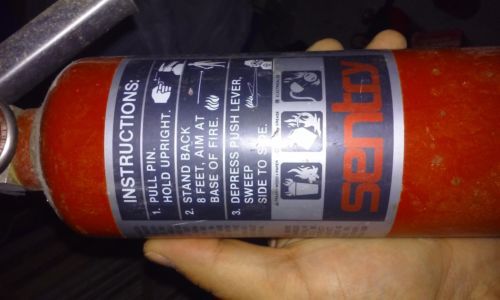 INSTRUCTIONS:
1. PULL PIN.
HOLD UPRIGHT.
2. STAND BACK
8 FEET, AIM AT
BASE OF FIRE.
3. DEPRESS PUSH LEVER,
SWEEP
SIDE TO SIDE.
sentry